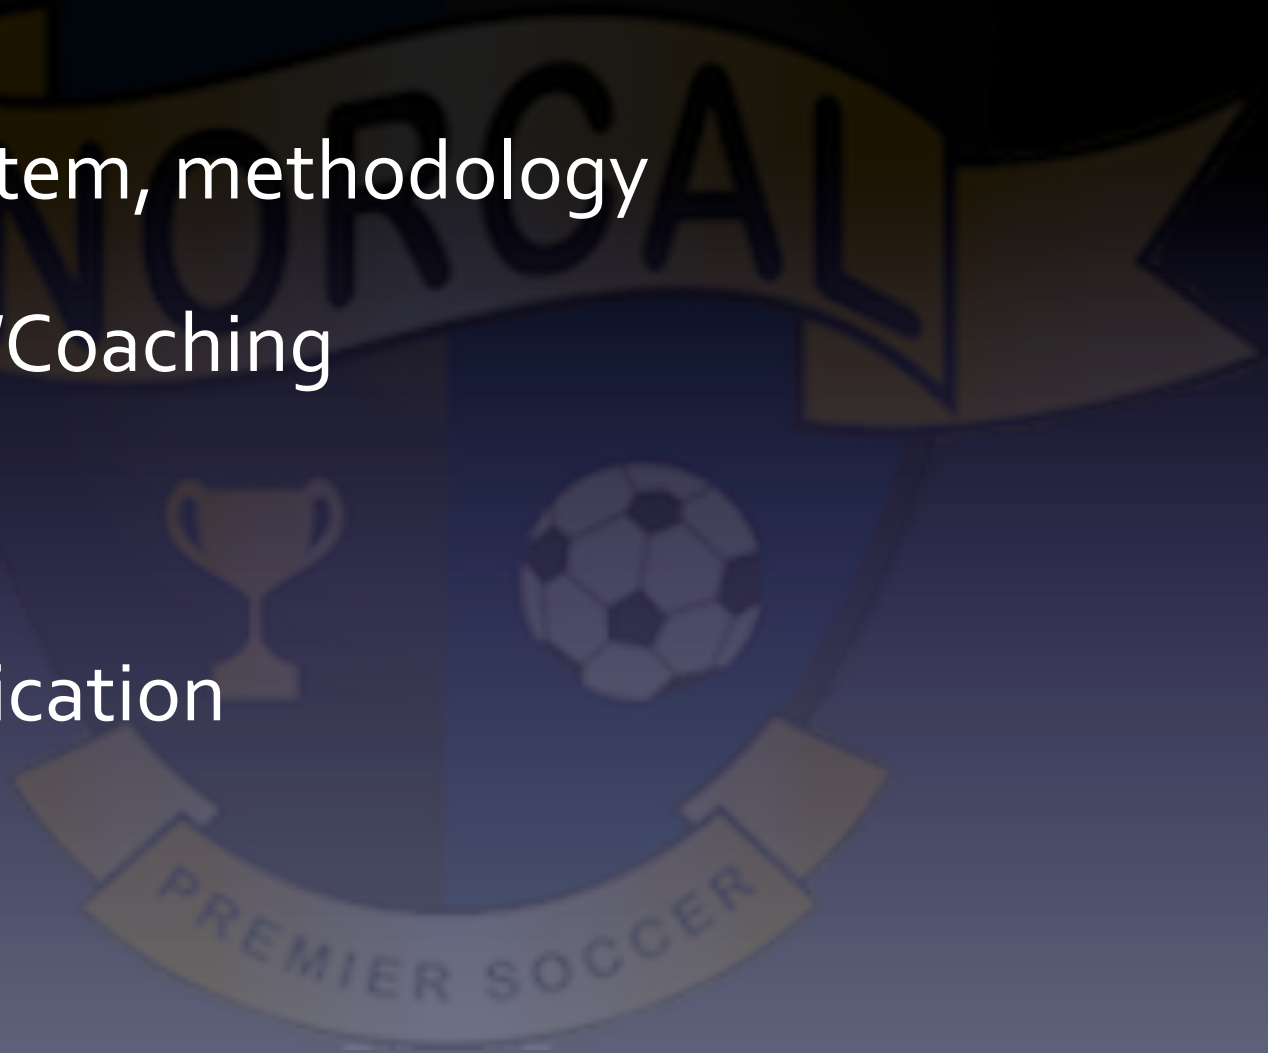 NORCAL
tem, methodology
/Coaching
ication
PREMIER SOCCER